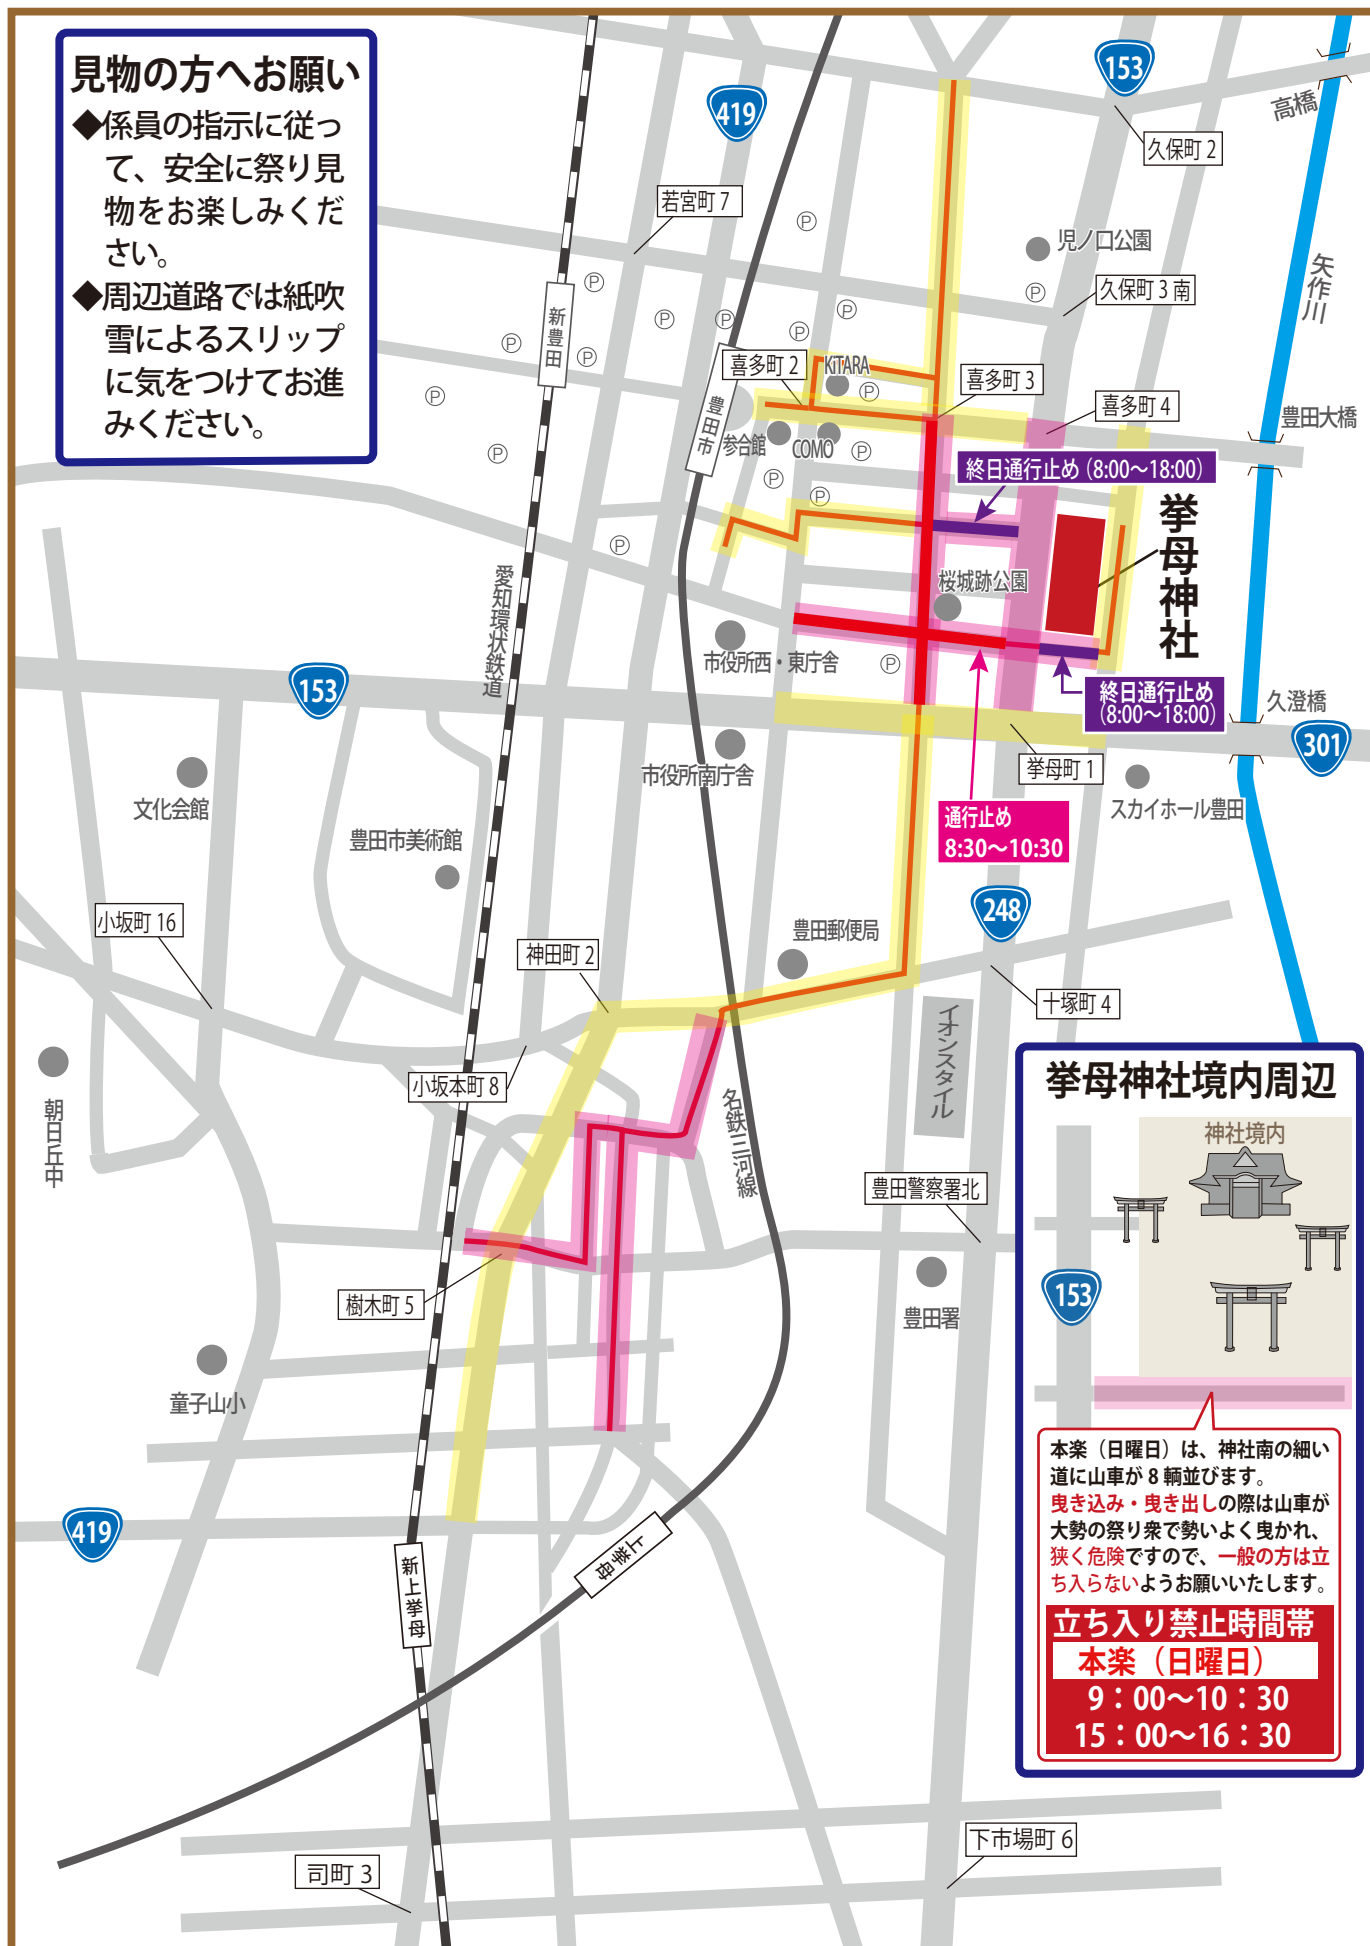 見物の方へお願い
◆係員の指示に従っ
て、安全に祭り見
物をお楽しみくだ
さい。
◆周辺道路では紙吹
雪によるスリップ
に気をつけてお進
みください。
153
419
高橋
久保町 2
若宮町 7
Ⓟ
児ノ口公園
矢作川
久保町 3 南
Ⓟ
Ⓟ
Ⓟ
Ⓟ
Ⓟ
Ⓟ
Ⓟ
Ⓟ
Ⓟ
新豊田
喜多町 2
KiTARA
喜多町 3
喜多町 4
Ⓟ
Ⓟ
豊田市
豊田大橋
参合館
COMO
Ⓟ
Ⓟ
終日通行止め (8:00〜18:00)
Ⓟ
Ⓟ
挙母神社
Ⓟ
愛知環状鉄道
桜城跡公園
市役所西・東庁舎
Ⓟ
153
終日通行止め
(8:00〜18:00)
久澄橋
301
市役所南庁舎
挙母町 1
文化会館
スカイホール豊田
通行止め
8:30〜10:30
豊田市美術館
248
小坂町 16
神田町 2
豊田郵便局
十塚町 4
イオンスタイル
朝日丘中
小坂本町 8
名鉄三河線
豊田警察署北
樹木町 5
豊田署
童子山小
419
上挙母
新上挙母
挙母神社境内周辺
神社境内
153
本楽（日曜日）は、神社南の細い
道に山車が 8 輌並びます。
曳き込み・曳き出しの際は山車が
大勢の祭り衆で勢いよく曳かれ、
狭く危険ですので、一般の方は立
ち入らないようお願いいたします。
立ち入り禁止時間帯
本楽（日曜日）
9：00〜10：30
15：00〜16：30
下市場町 6
司町 3